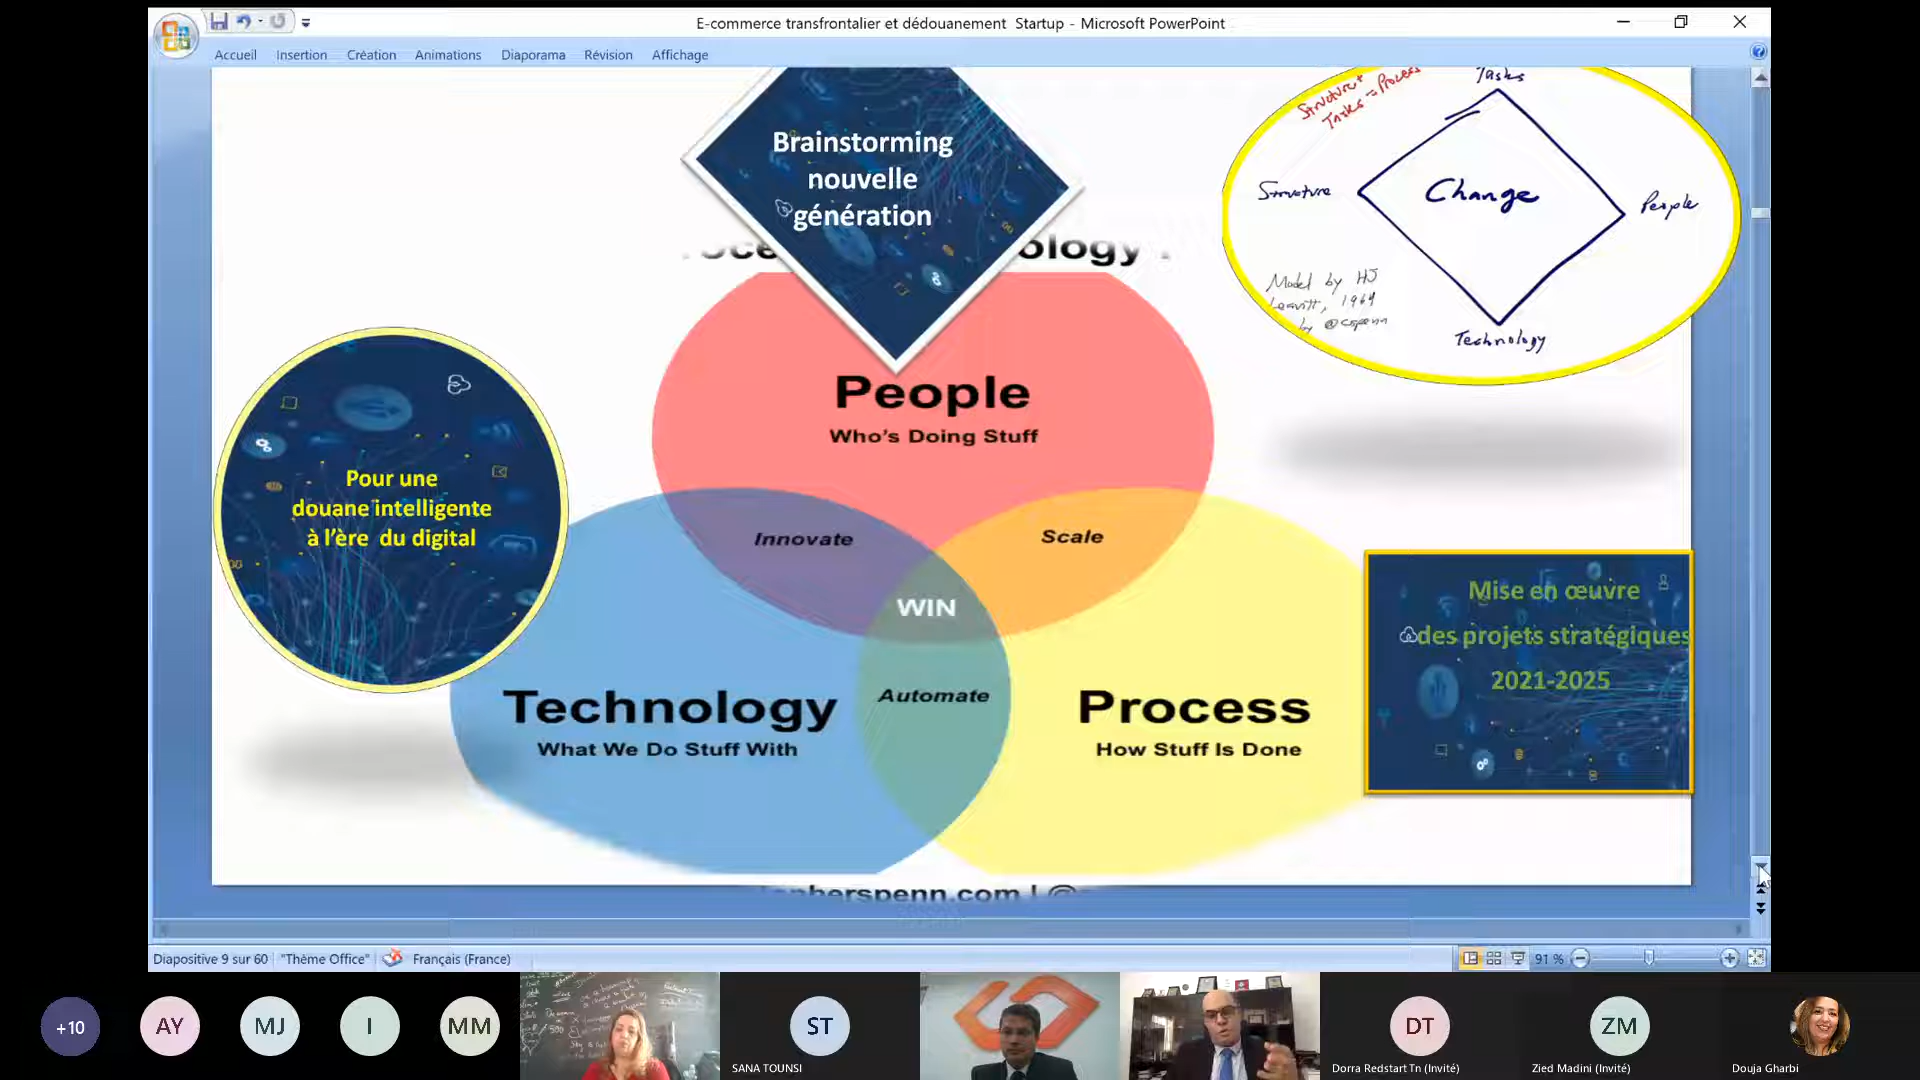 E-commerce transfrontalier et dédouanement Startup - Microsoft PowerPoint
Accueil Insertion Création Animations Diaporama Révision Affichage
Brainstorming
nouvelle
génération
ology
Structure+
Tasks = Process
Tasks
Structure
Change
People
Model by HJ
Leavitt, 1964
by @cspenn
Technology
Pour une
douane intelligente
à l'ère du digital
People
Who's Doing Stuff
Innovate
Scale
WIN
Automate
Technology
What We Do Stuff With
Process
How Stuff Is Done
Mise en œuvre
des projets stratégiques
2021-2025
pherspenn.com | @
Diapositive 9 sur 60 "Thème Office" Français (France) 91 %
+10
AY
MJ
I
MM
ST
SANA TOUNSI
DT
Dorra Redstart Tn (Invité)
ZM
Zied Madini (Invité)
Douja Gharbi